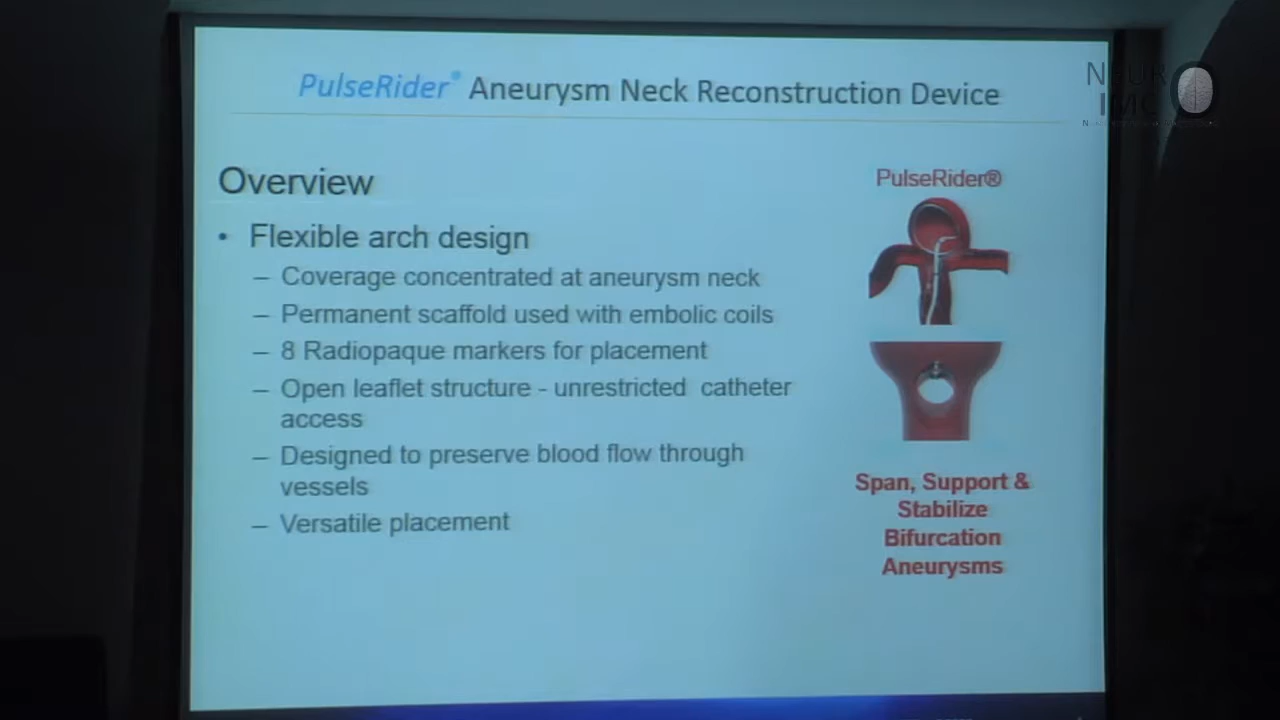 PulseRider® Aneurysm Neck Reconstruction Device
Overview
• Flexible arch design
– Coverage concentrated at aneurysm neck
– Permanent scaffold used with embolic coils
– 8 Radiopaque markers for placement
– Open leaflet structure - unrestricted catheter
access
– Designed to preserve blood flow through
vessels
– Versatile placement
PulseRider®
Span, Support &
Stabilize
Bifurcation
Aneurysms